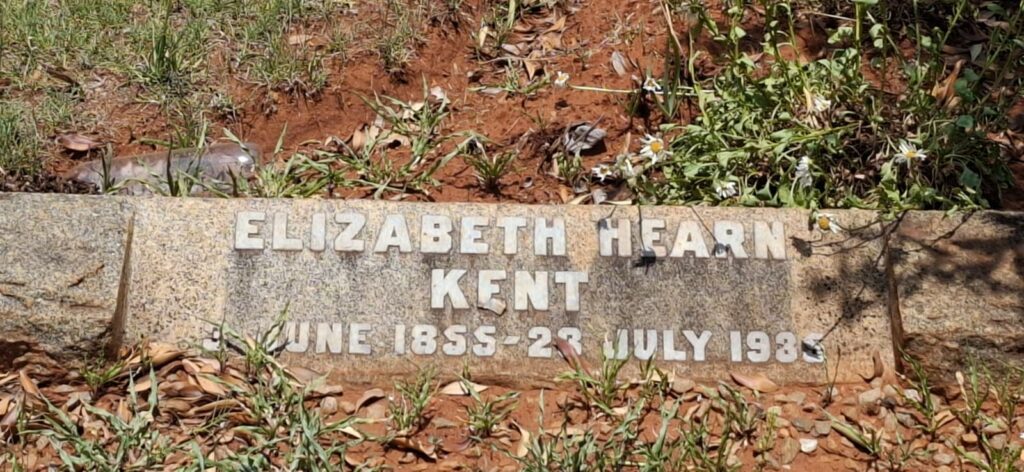 ELIZABETH HEARN
KENT
JUNE 1855 - 23 JULY